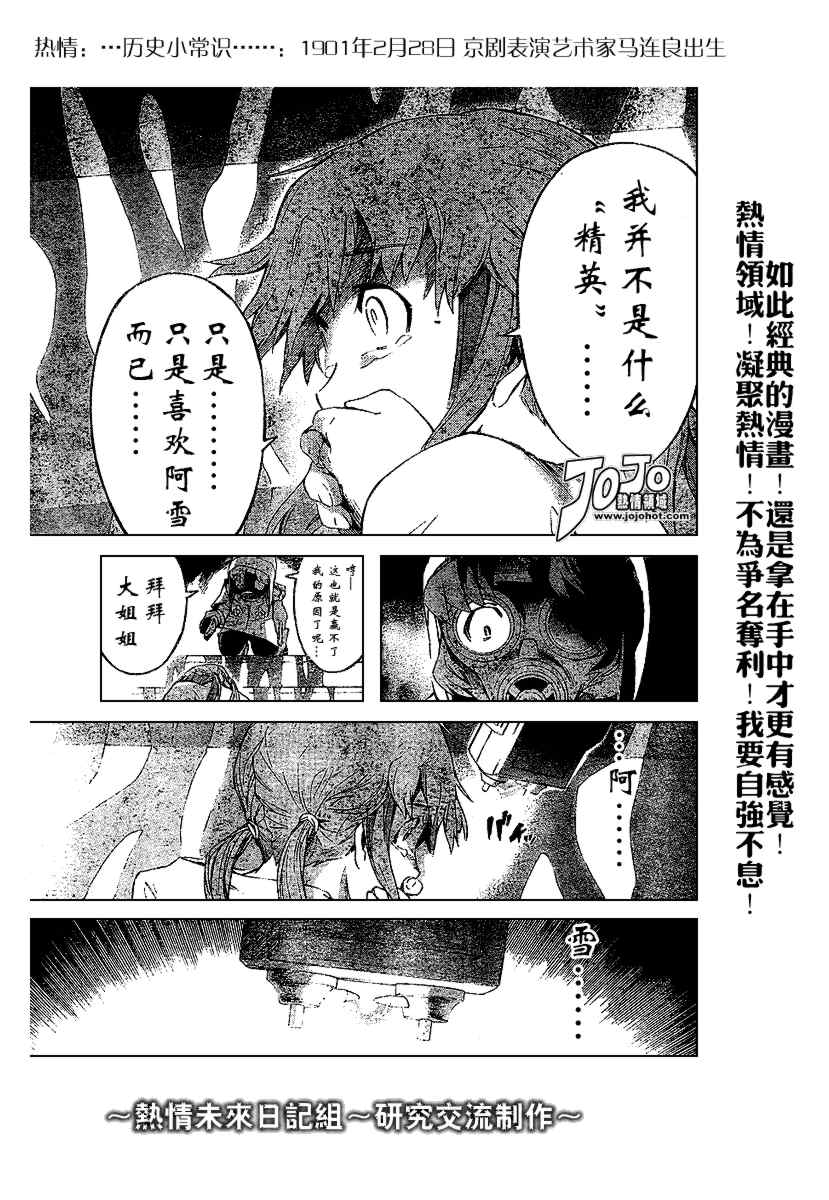 热情：…历史小常识……：1901年2月28日 京剧表演艺术家马连良出生
如此經典的漫畫！還是拿在手中才更有感覺！
熱情領域！凝聚熱情！不為爭名奪利！我要自強不息！
我并不是什么
“精英”……
只是………
只是喜欢阿雪
而已……
JOJO
熱情領域
www.jojohot.com
哼—
这也就是赢不了
我的原因了呢…
拜拜
大姐姐
……阿……
雪………
～熱情未來日記組～研究交流制作～